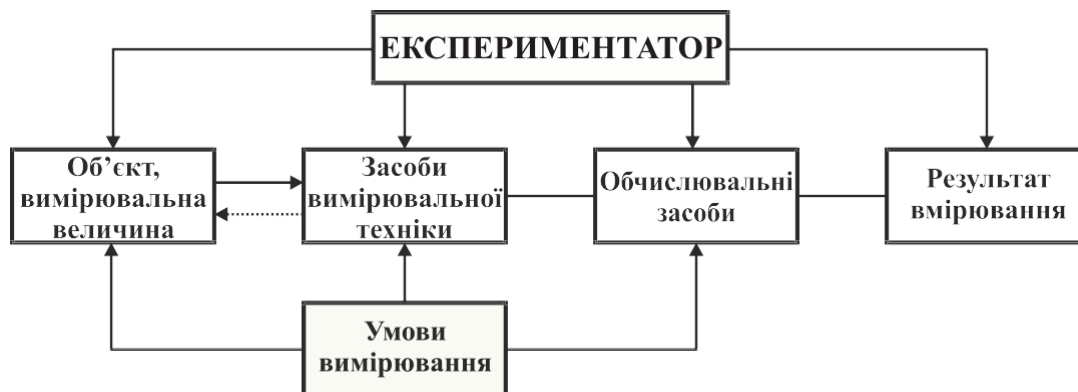 ЕКСПЕРИМЕНТАТОР
Об’єкт,
вимірювальна
величина
Засоби
вимірювальної
техніки
Обчислювальні
засоби
Результат
вмірювання
Умови
вимірювання